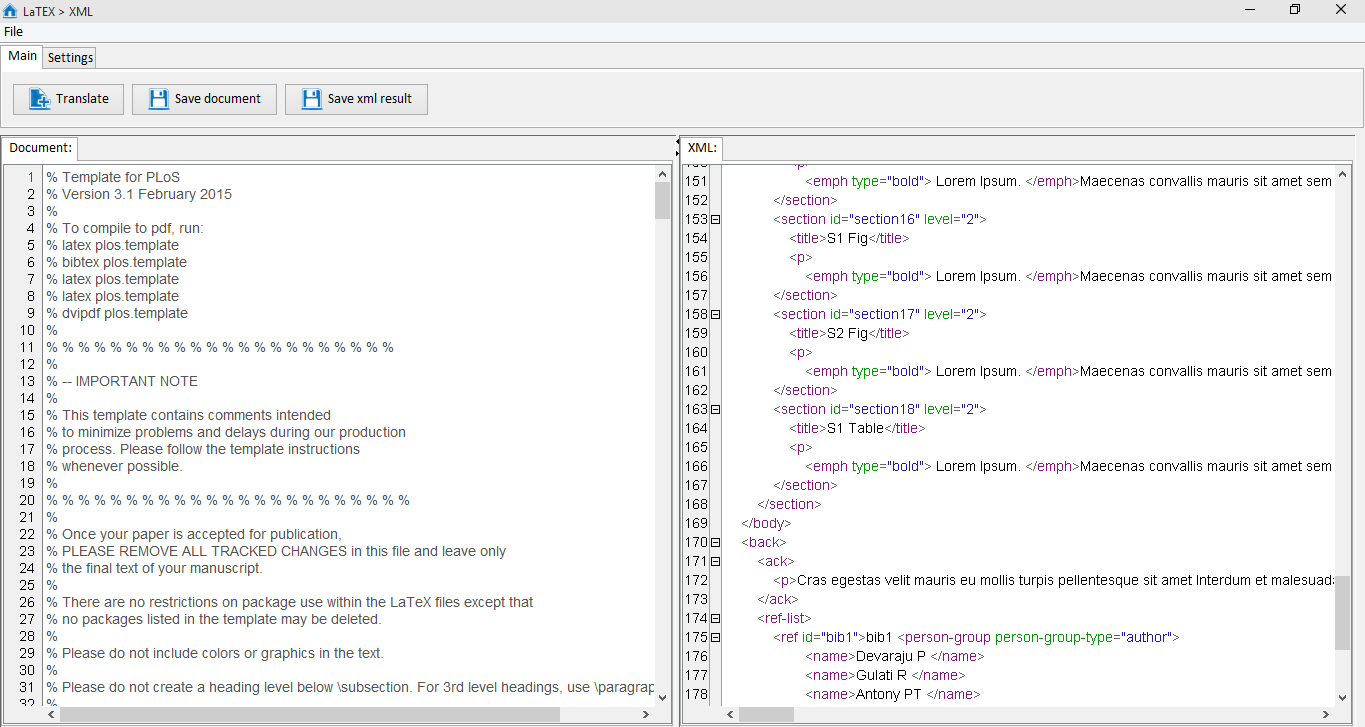 LaTEX > XML
File
Main Settings
Translate Save document Save xml result
Document:
1 % Template for PLoS
2 % Version 3.1 February 2015
3 %
4 % To compile to pdf, run:
5 % latex plos.template
6 % bibtex plos.template
7 % latex plos.template
8 % latex plos.template
9 % dvipdf plos.template
10 %
11 % % % % % % % % % % % % % % % % % % % % % %
12 %
13 % -- IMPORTANT NOTE
14 %
15 % This template contains comments intended
16 % to minimize problems and delays during our production
17 % process. Please follow the template instructions
18 % whenever possible.
19 %
20 % % % % % % % % % % % % % % % % % % % % % % %
21 %
22 % Once your paper is accepted for publication,
23 % PLEASE REMOVE ALL TRACKED CHANGES in this file and leave only
24 % the final text of your manuscript.
25 %
26 % There are no restrictions on package use within the LaTeX files except that
27 % no packages listed in the template may be deleted.
28 %
29 % Please do not include colors or graphics in the text.
30 %
31 % Please do not create a heading level below \subsection. For 3rd level headings, use \paragrap
32 %
XML:
151 <emph type="bold"> Lorem Ipsum. </emph>Maecenas convallis mauris sit amet sem
152 </section>
153 <section id="section16" level="2">
154 <title>S1 Fig</title>
155 <p>
156 <emph type="bold"> Lorem Ipsum. </emph>Maecenas convallis mauris sit amet sem
157 </section>
158 <section id="section17" level="2">
159 <title>S2 Fig</title>
160 <p>
161 <emph type="bold"> Lorem Ipsum. </emph>Maecenas convallis mauris sit amet sem
162 </section>
163 <section id="section18" level="2">
164 <title>S1 Table</title>
165 <p>
166 <emph type="bold"> Lorem Ipsum. </emph>Maecenas convallis mauris sit amet sem
167 </section>
168 </section>
169 </body>
170 <back>
171 <ack>
172 <p>Cras egestas velit mauris eu mollis turpis pellentesque sit amet Interdum et malesuada
173 </ack>
174 <ref-list>
175 <ref id="bib1">bib1 <person-group person-group-type="author">
176 <name>Devaraju P </name>
177 <name>Gulati R </name>
178 <name>Antony PT </name>